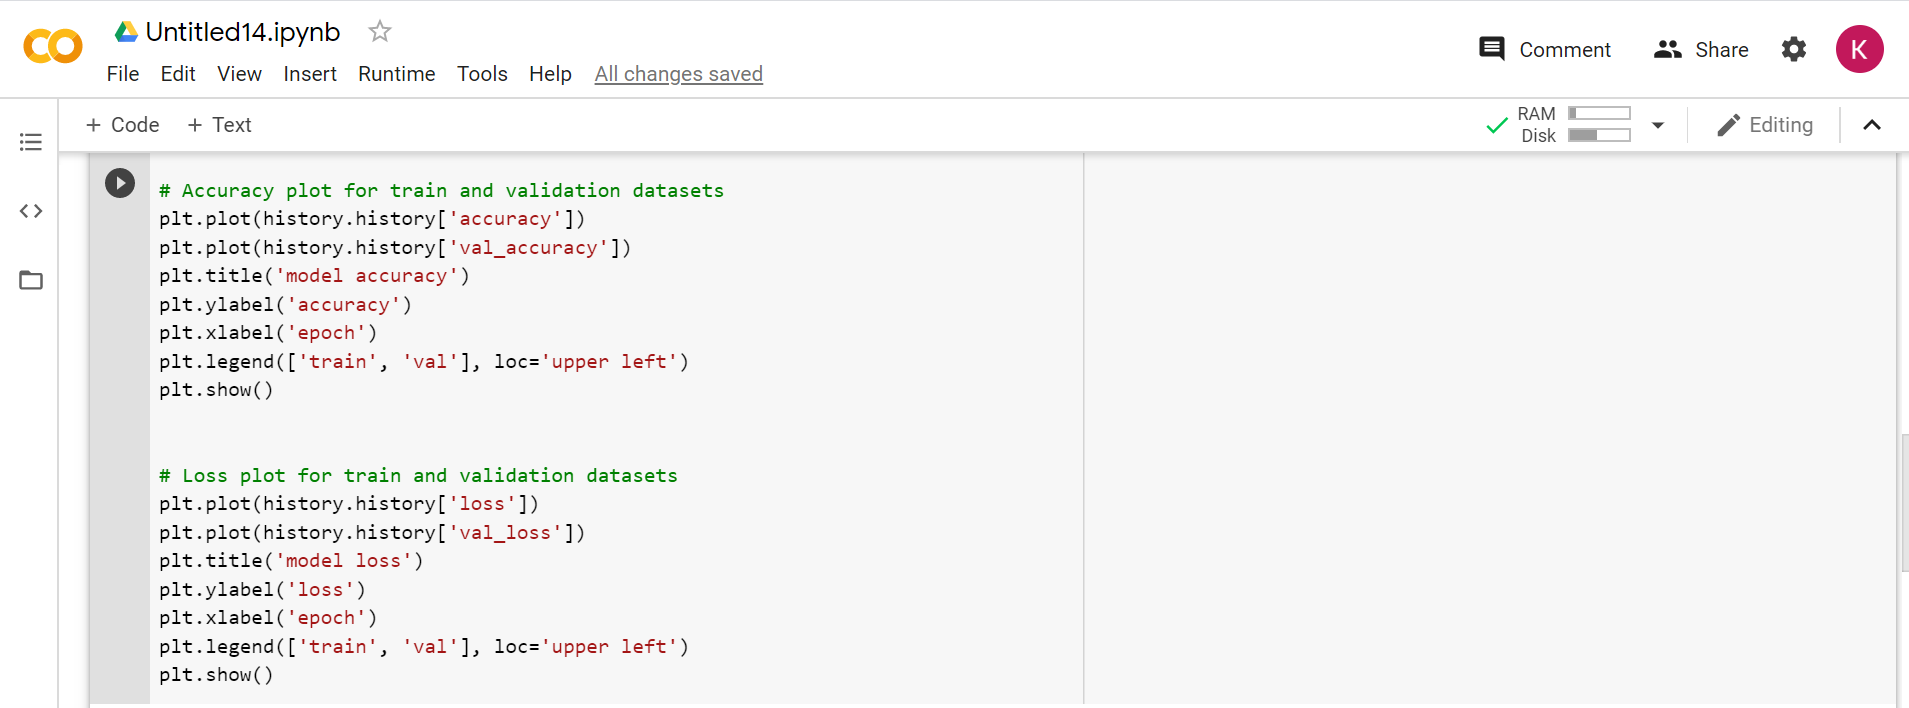 Untitled14.ipynb
File Edit View Insert Runtime Tools Help All changes saved
Comment Share K
+ Code + Text
RAM
Disk
Editing
# Accuracy plot for train and validation datasets
plt.plot(history.history['accuracy'])
plt.plot(history.history['val_accuracy'])
plt.title('model accuracy')
plt.ylabel('accuracy')
plt.xlabel('epoch')
plt.legend(['train', 'val'], loc='upper left')
plt.show()
# Loss plot for train and validation datasets
plt.plot(history.history['loss'])
plt.plot(history.history['val_loss'])
plt.title('model loss')
plt.ylabel('loss')
plt.xlabel('epoch')
plt.legend(['train', 'val'], loc='upper left')
plt.show()